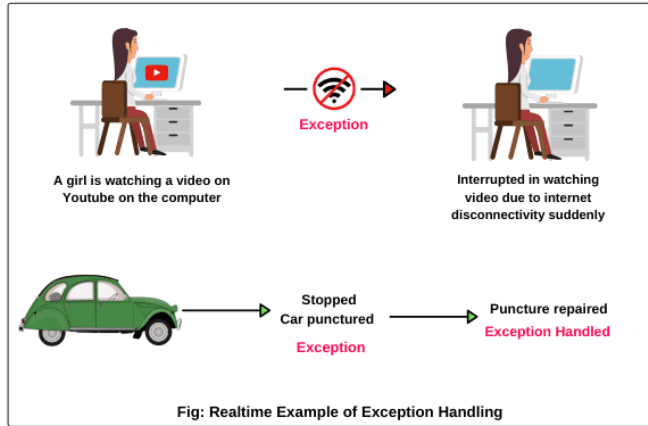 Exception
A girl is watching a video on
Youtube on the computer
Interrupted in watching
video due to internet
disconnectivity suddenly
Stopped
Car punctured
Exception
Puncture repaired
Exception Handled
Fig: Realtime Example of Exception Handling